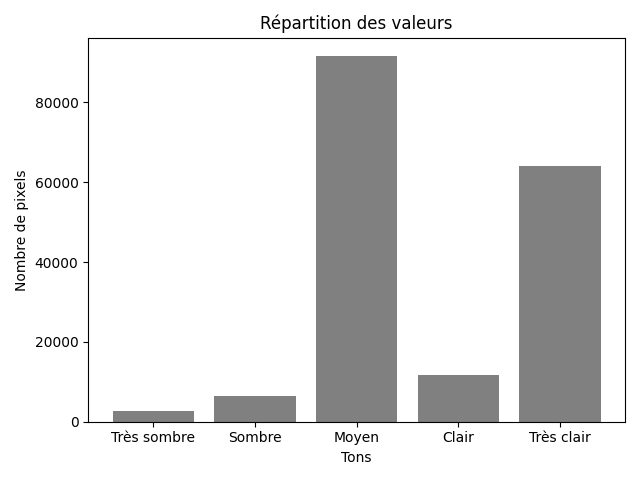 Répartition des valeurs
Nombre de pixels
80000
60000
40000
20000
0
Très sombre
Sombre
Moyen
Clair
Très clair
Tons